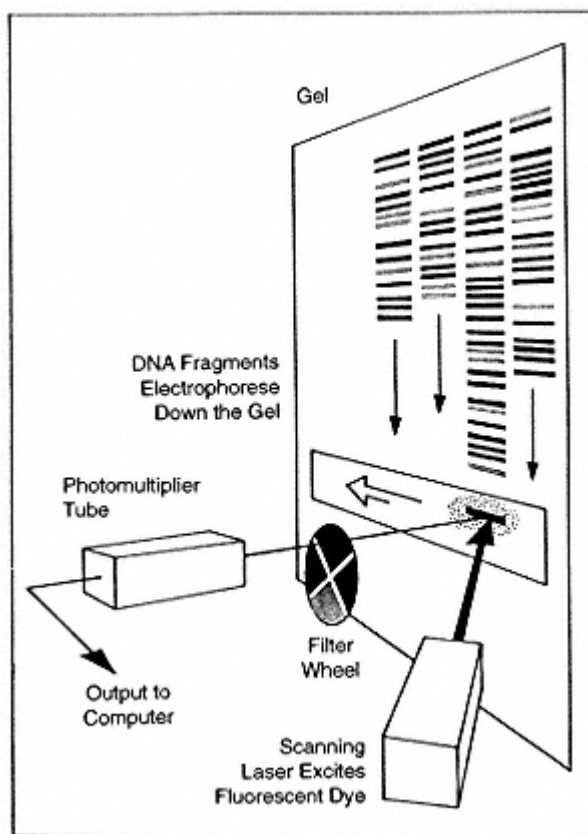 Gel
DNA Fragments
Electrophorese
Down the Gel
Photomultiplier
Tube
Filter
Wheel
Output to
Computer
Scanning
Laser Excites
Fluorescent Dye